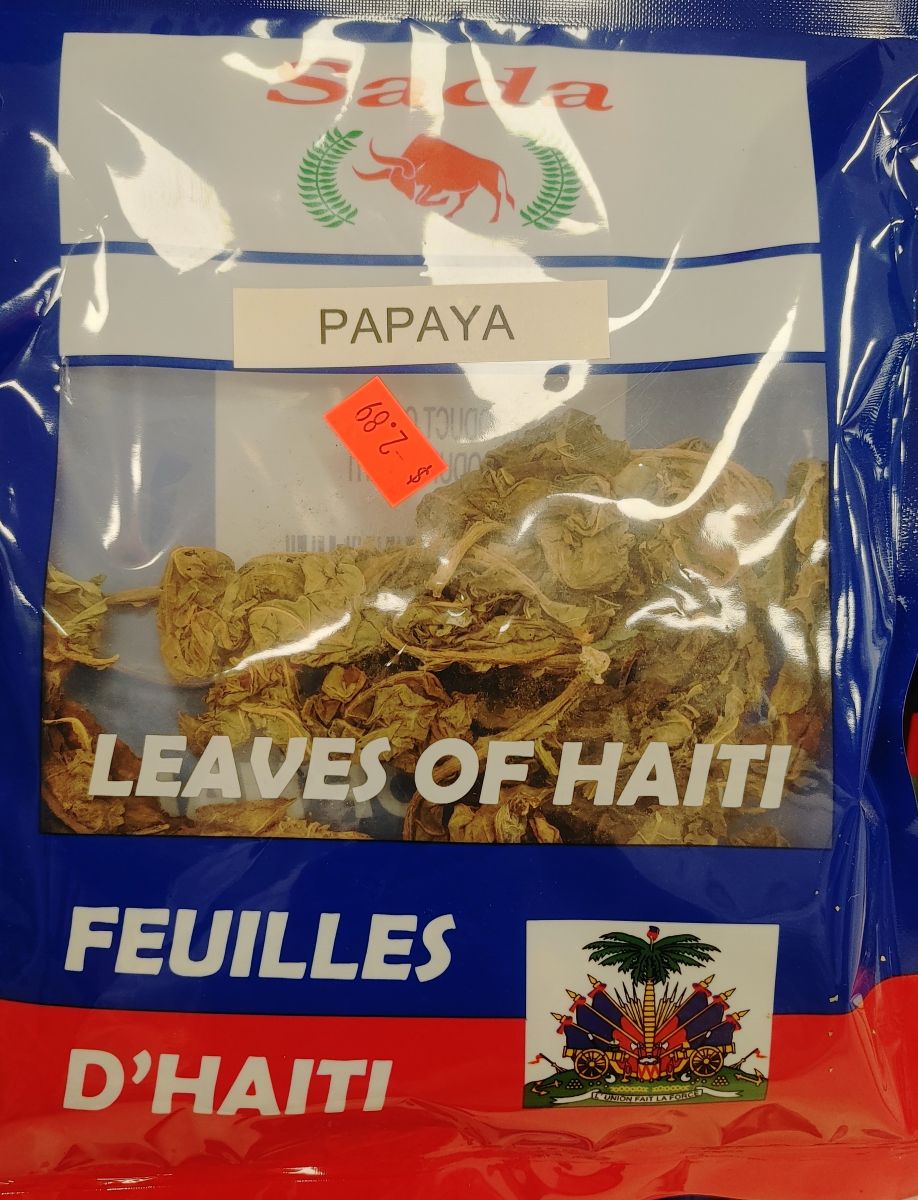 Sada
PAPAYA
$-2.89
LEAVES OF HAITI
FEUILLES
D'HAITI
L'UNION FAIT LA FORCE